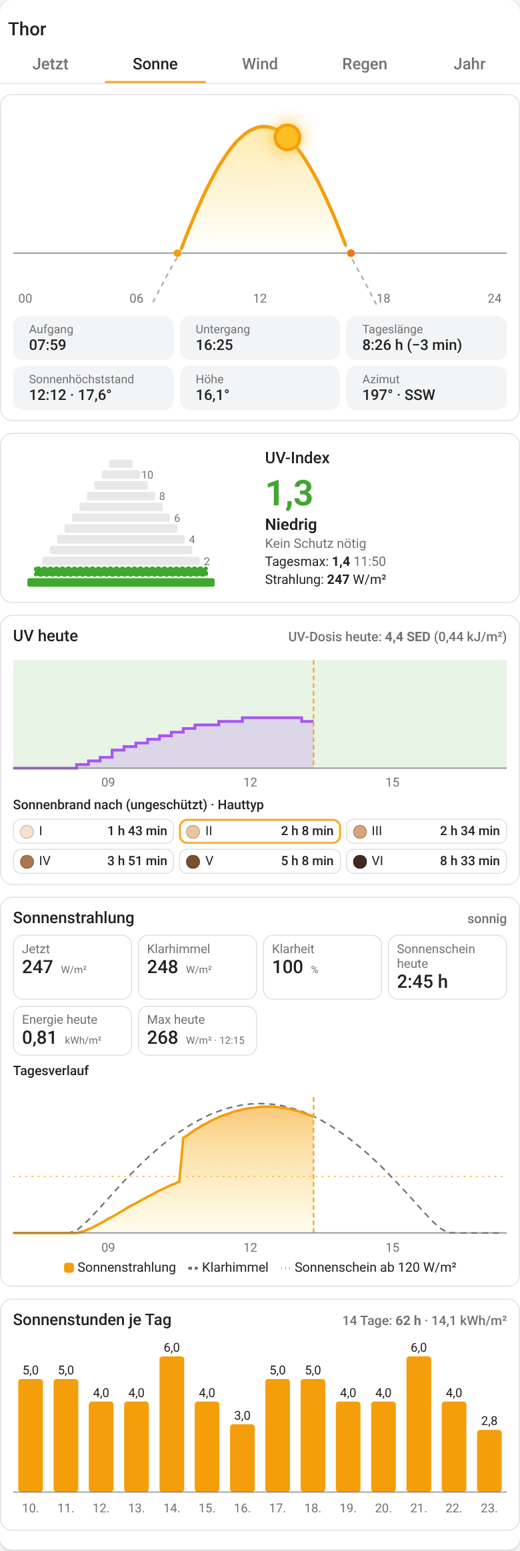 Thor
Jetzt Sonne Wind Regen Jahr
00 06 12 18 24
Aufgang Untergang Tageslänge
07:59 16:25 8:26 h (−3 min)
Sonnenhöchststand Höhe Azimut
12:12 · 17,6° 16,1° 197° · SSW
10
8
6
4
2
UV-Index
1,3
Niedrig
Kein Schutz nötig
Tagesmax: 1,4 11:50
Strahlung: 247 W/m²
UV heute UV-Dosis heute: 4,4 SED (0,44 kJ/m²)
09 12 15
Sonnenbrand nach (ungeschützt) · Hauttyp
I 1 h 43 min II 2 h 8 min III 2 h 34 min
IV 3 h 51 min V 5 h 8 min VI 8 h 33 min
Sonnenstrahlung sonnig
Jetzt
247 W/m²
Klarhimmel
248 W/m²
Klarheit
100 %
Sonnenschein
heute
2:45 h
Energie heute
0,81 kWh/m²
Max heute
268 W/m² · 12:15
Tagesverlauf
09 12 15
Sonnenstrahlung Klarhimmel Sonnenschein ab 120 W/m²
Sonnenstunden je Tag 14 Tage: 62 h · 14,1 kWh/m²
5,0 5,0 4,0 4,0 6,0 4,0 3,0 5,0 5,0 4,0 4,0 6,0 4,0 2,8
10. 11. 12. 13. 14. 15. 16. 17. 18. 19. 20. 21. 22. 23.